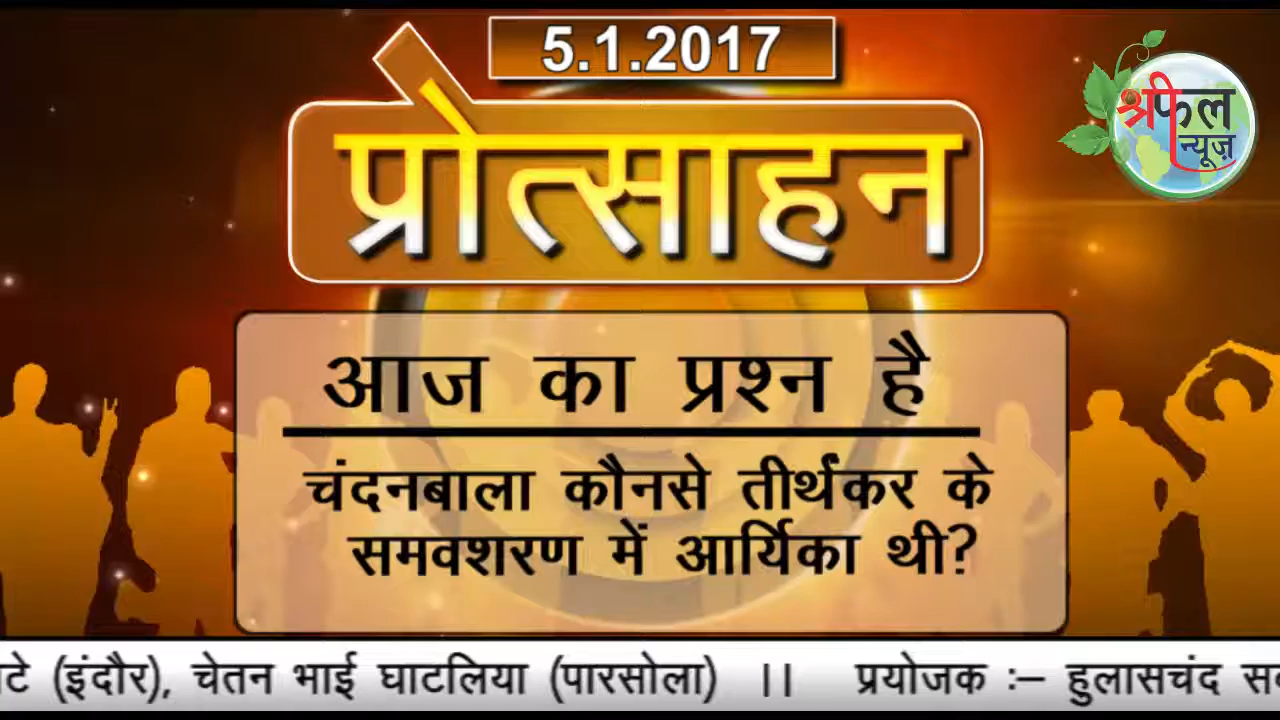 5.1.2017
श्रीफल
न्यूज़
प्रोत्साहन
आज का प्रश्न है
चंदनबाला कौनसे तीर्थंकर के
समवशरण में आर्यिका थी?
(इंदौर), चेतन भाई घाटलिया (पारसोला) ।। प्रयोजक :– हुलासचंद